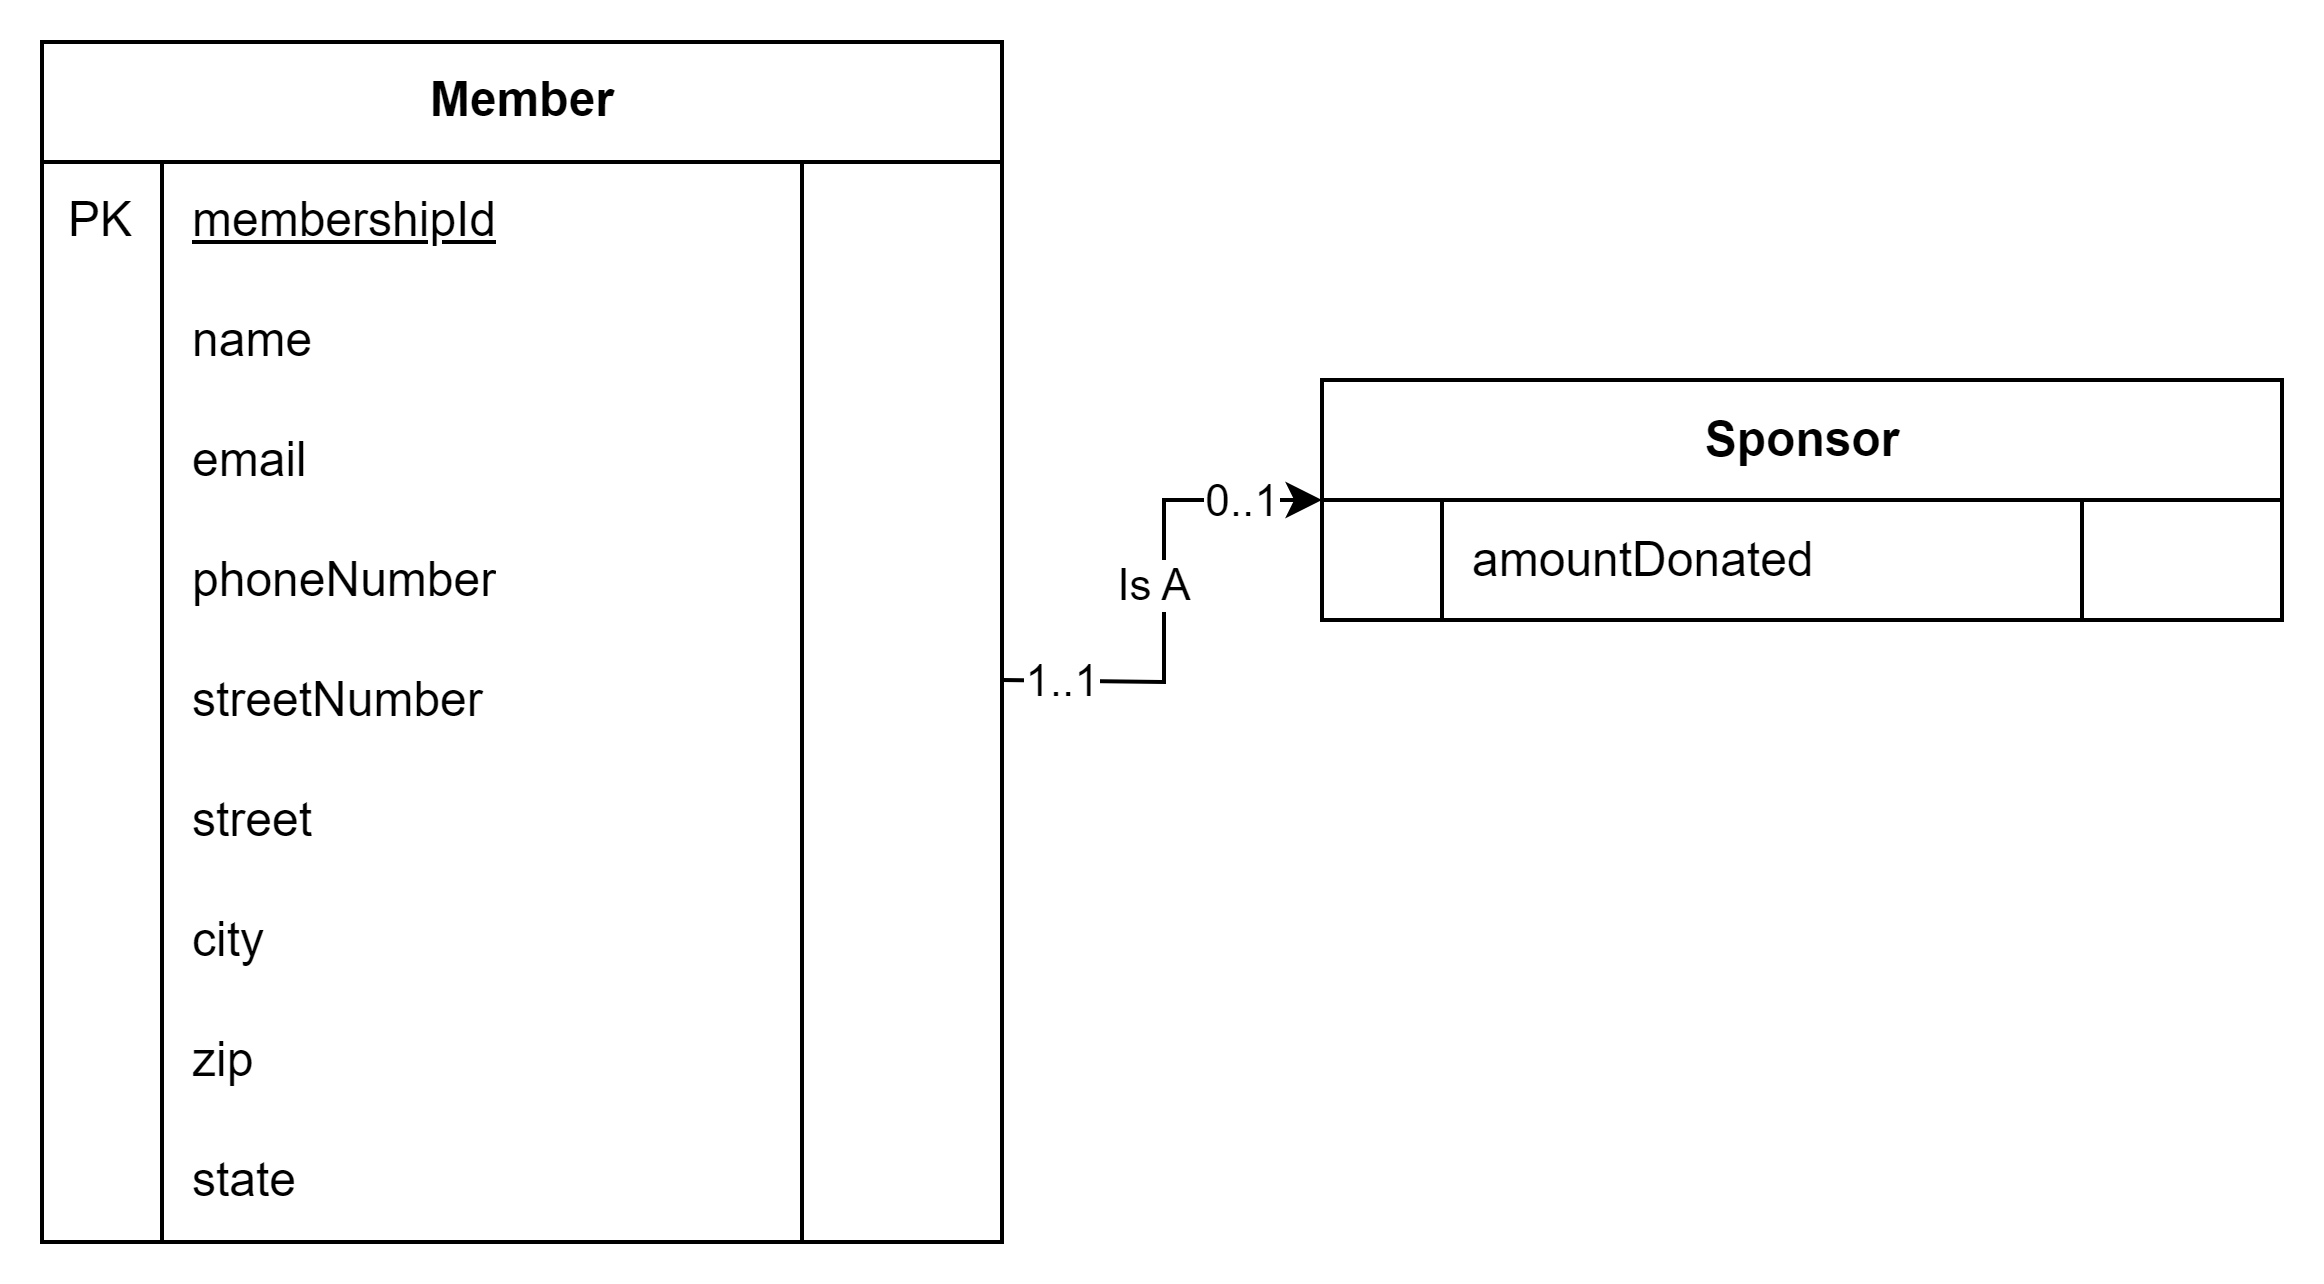 Member
PK membershipId
name
email
phoneNumber
streetNumber
street
city
zip
state
1..1
Is A
0..1
Sponsor
amountDonated